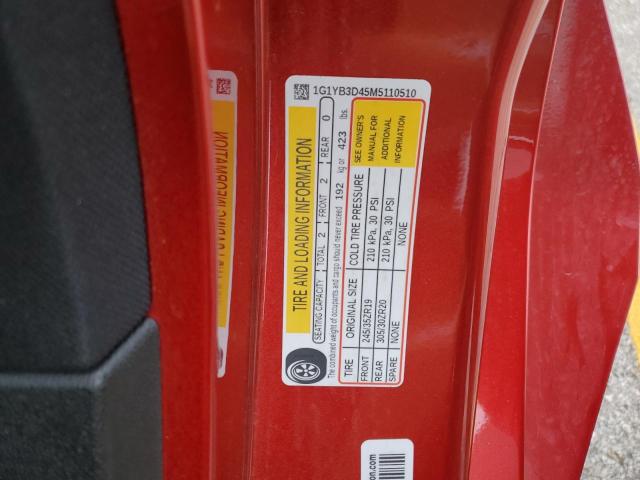 1G1YB3D45M5110510
TIRE AND LOADING INFORMATION
SEATING CAPACITY TOTAL 2 FRONT 2 REAR 0
The combined weight of occupants and cargo should never exceed 192 kg or 423 lbs.
TIRE ORIGINAL SIZE COLD TIRE PRESSURE SEE OWNER'S
FRONT 245/35ZR19 210 kPa, 30 PSI MANUAL FOR
REAR 305/30ZR20 210 kPa, 30 PSI ADDITIONAL
SPARE NONE NONE INFORMATION
on.com